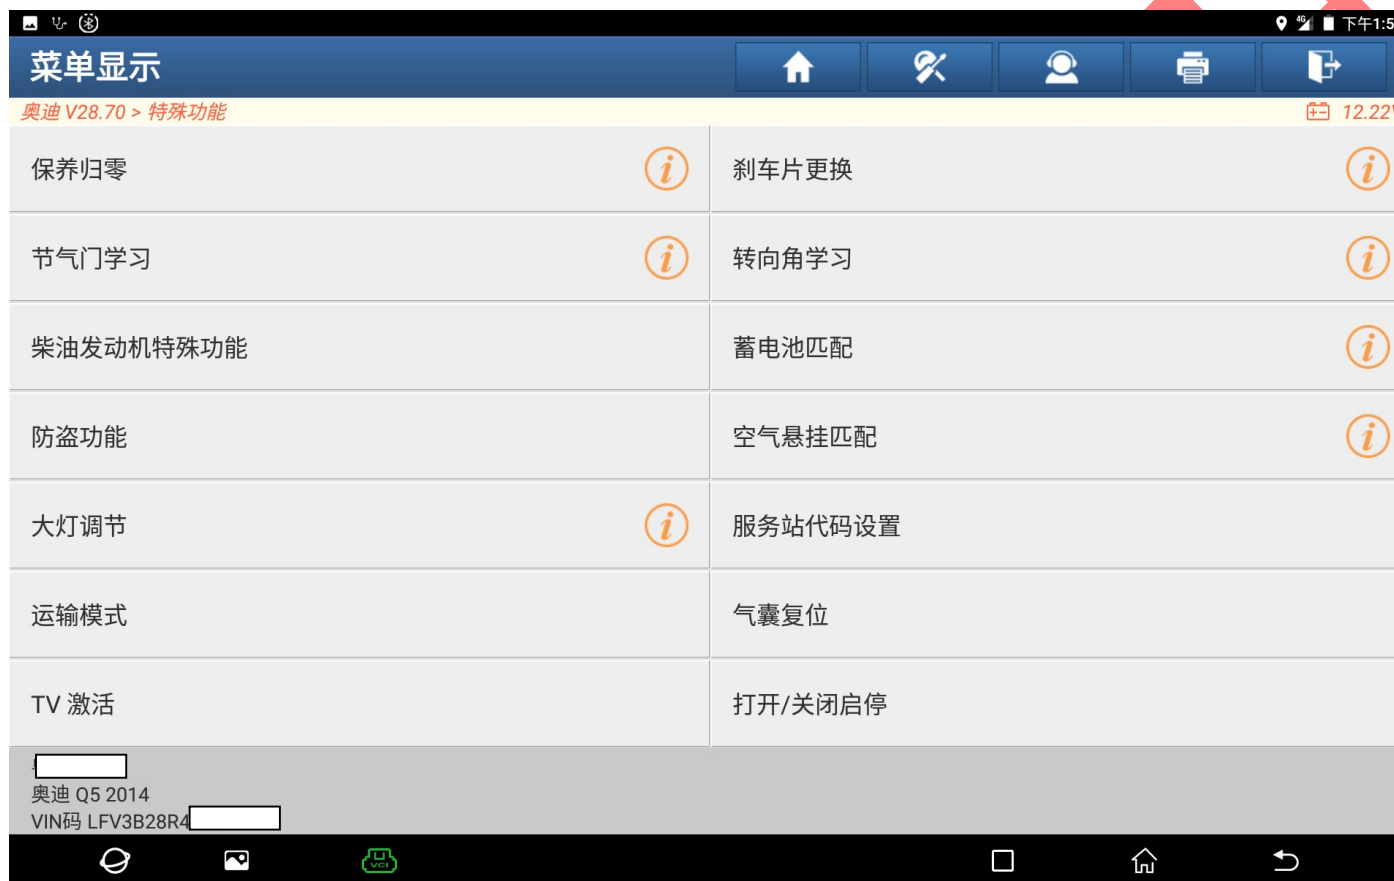 4G 下午1:5
菜单显示
奥迪 V28.70 > 特殊功能 12.22V
保养归零 刹车片更换
节气门学习 转向角学习
柴油发动机特殊功能 蓄电池匹配
防盗功能 空气悬挂匹配
大灯调节 服务站代码设置
运输模式 气囊复位
TV 激活 打开/关闭启停
奥迪 Q5 2014
VIN码 LFV3B28R4
VCI